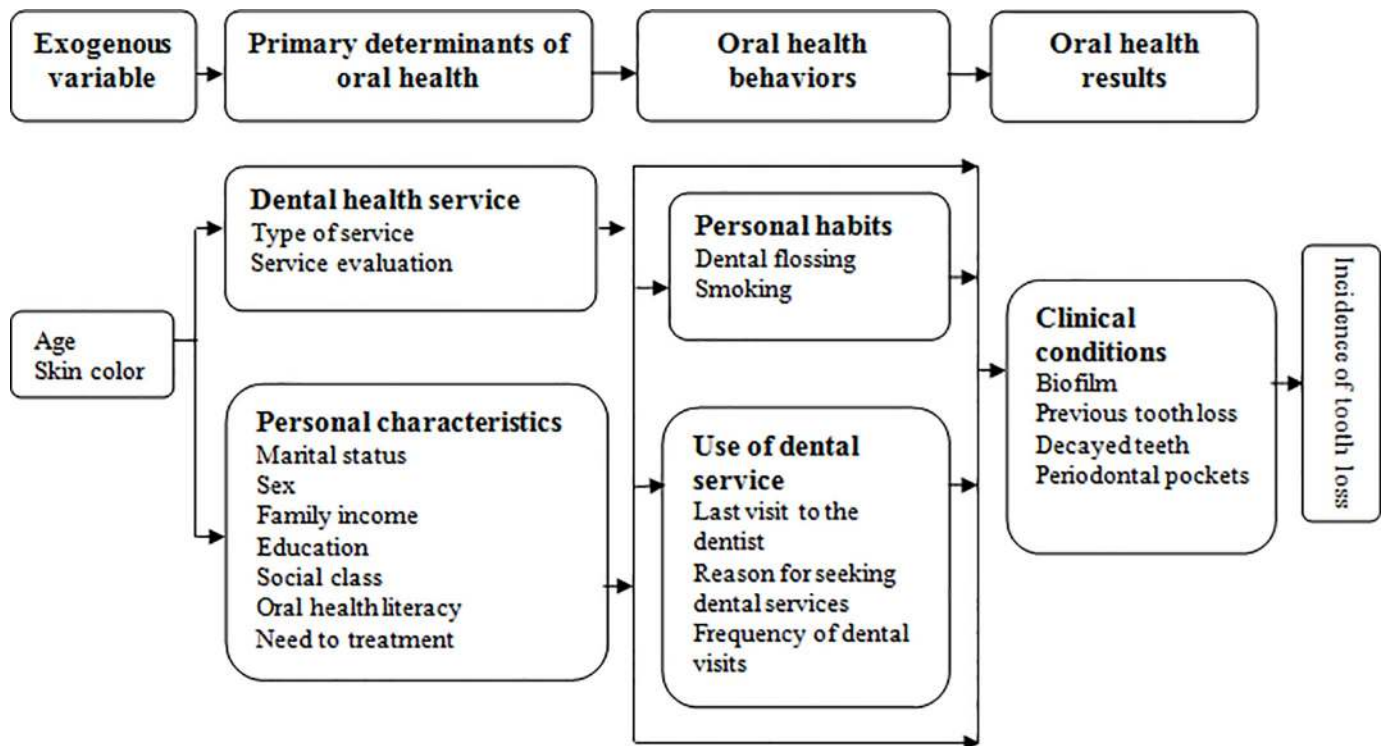 Exogenous
variable
Primary determinants of
oral health
Oral health
behaviors
Oral health
results
Age
Skin color
Dental health service
Type of service
Service evaluation
Personal characteristics
Marital status
Sex
Family income
Education
Social class
Oral health literacy
Need to treatment
Personal habits
Dental flossing
Smoking
Use of dental
service
Last visit to the
dentist
Reason for seeking
dental services
Frequency of dental
visits
Clinical
conditions
Biofilm
Previous tooth loss
Decayed teeth
Periodontal pockets
Incidence of tooth loss